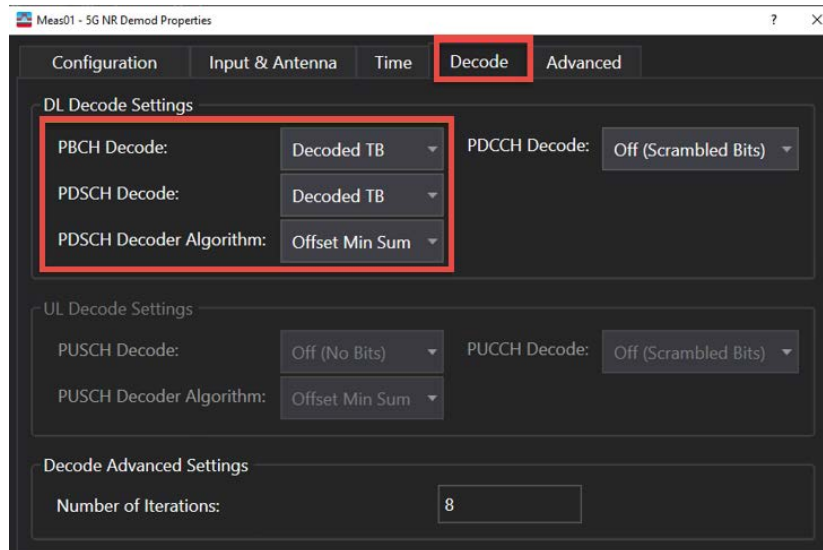 Meas01 - 5G NR Demod Properties ? ×
Configuration Input & Antenna Time Decode Advanced
DL Decode Settings
PBCH Decode: Decoded TB PDCCH Decode: Off (Scrambled Bits)
PDSCH Decode: Decoded TB
PDSCH Decoder Algorithm: Offset Min Sum
UL Decode Settings
PUSCH Decode: Off (No Bits) PUCCH Decode: Off (Scrambled Bits)
PUSCH Decoder Algorithm: Offset Min Sum
Decode Advanced Settings
Number of Iterations: 8